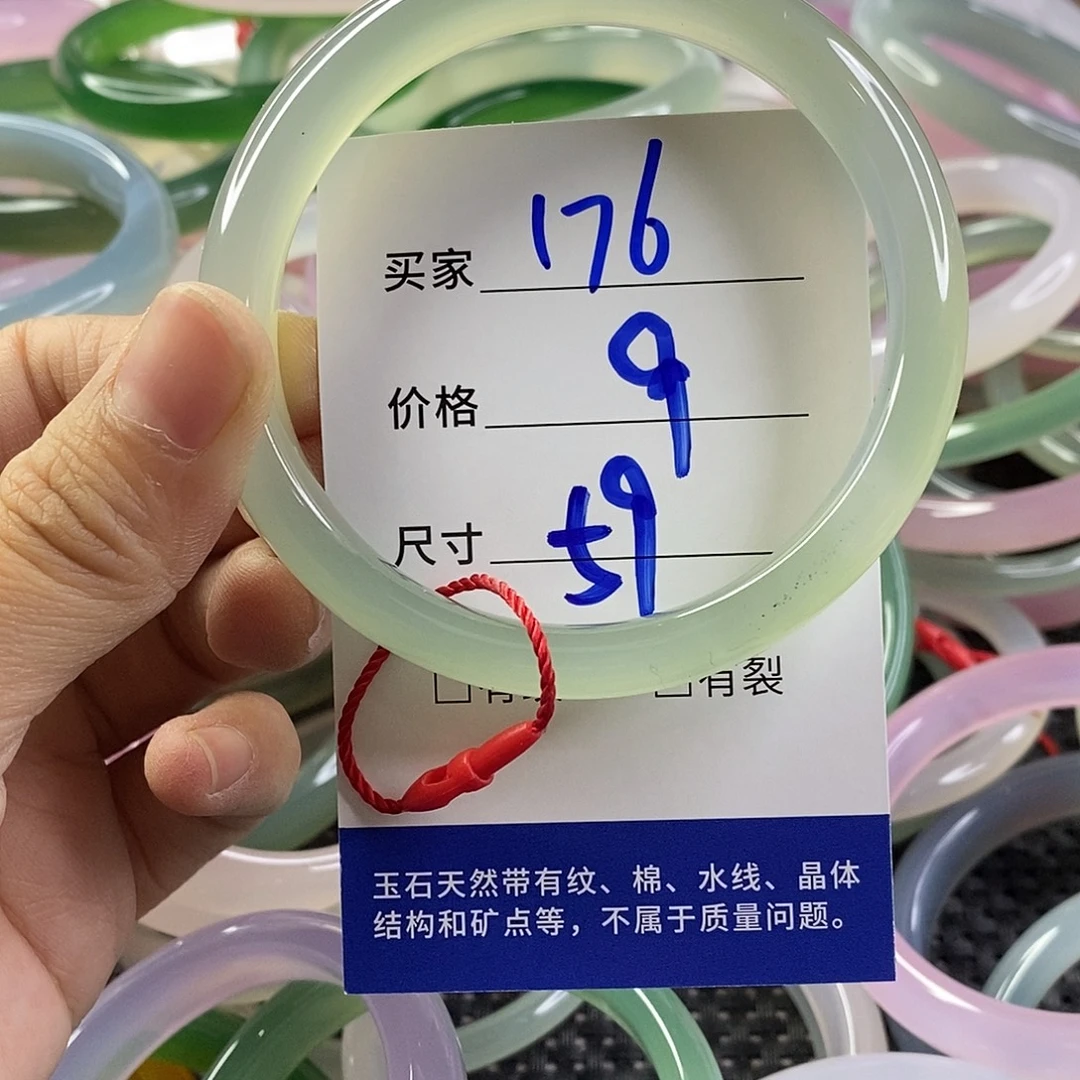 买家 176
价格 9
尺寸 59
□有 □有裂
玉石天然带有纹、棉、水线、晶体
结构和矿点等，不属于质量问题。